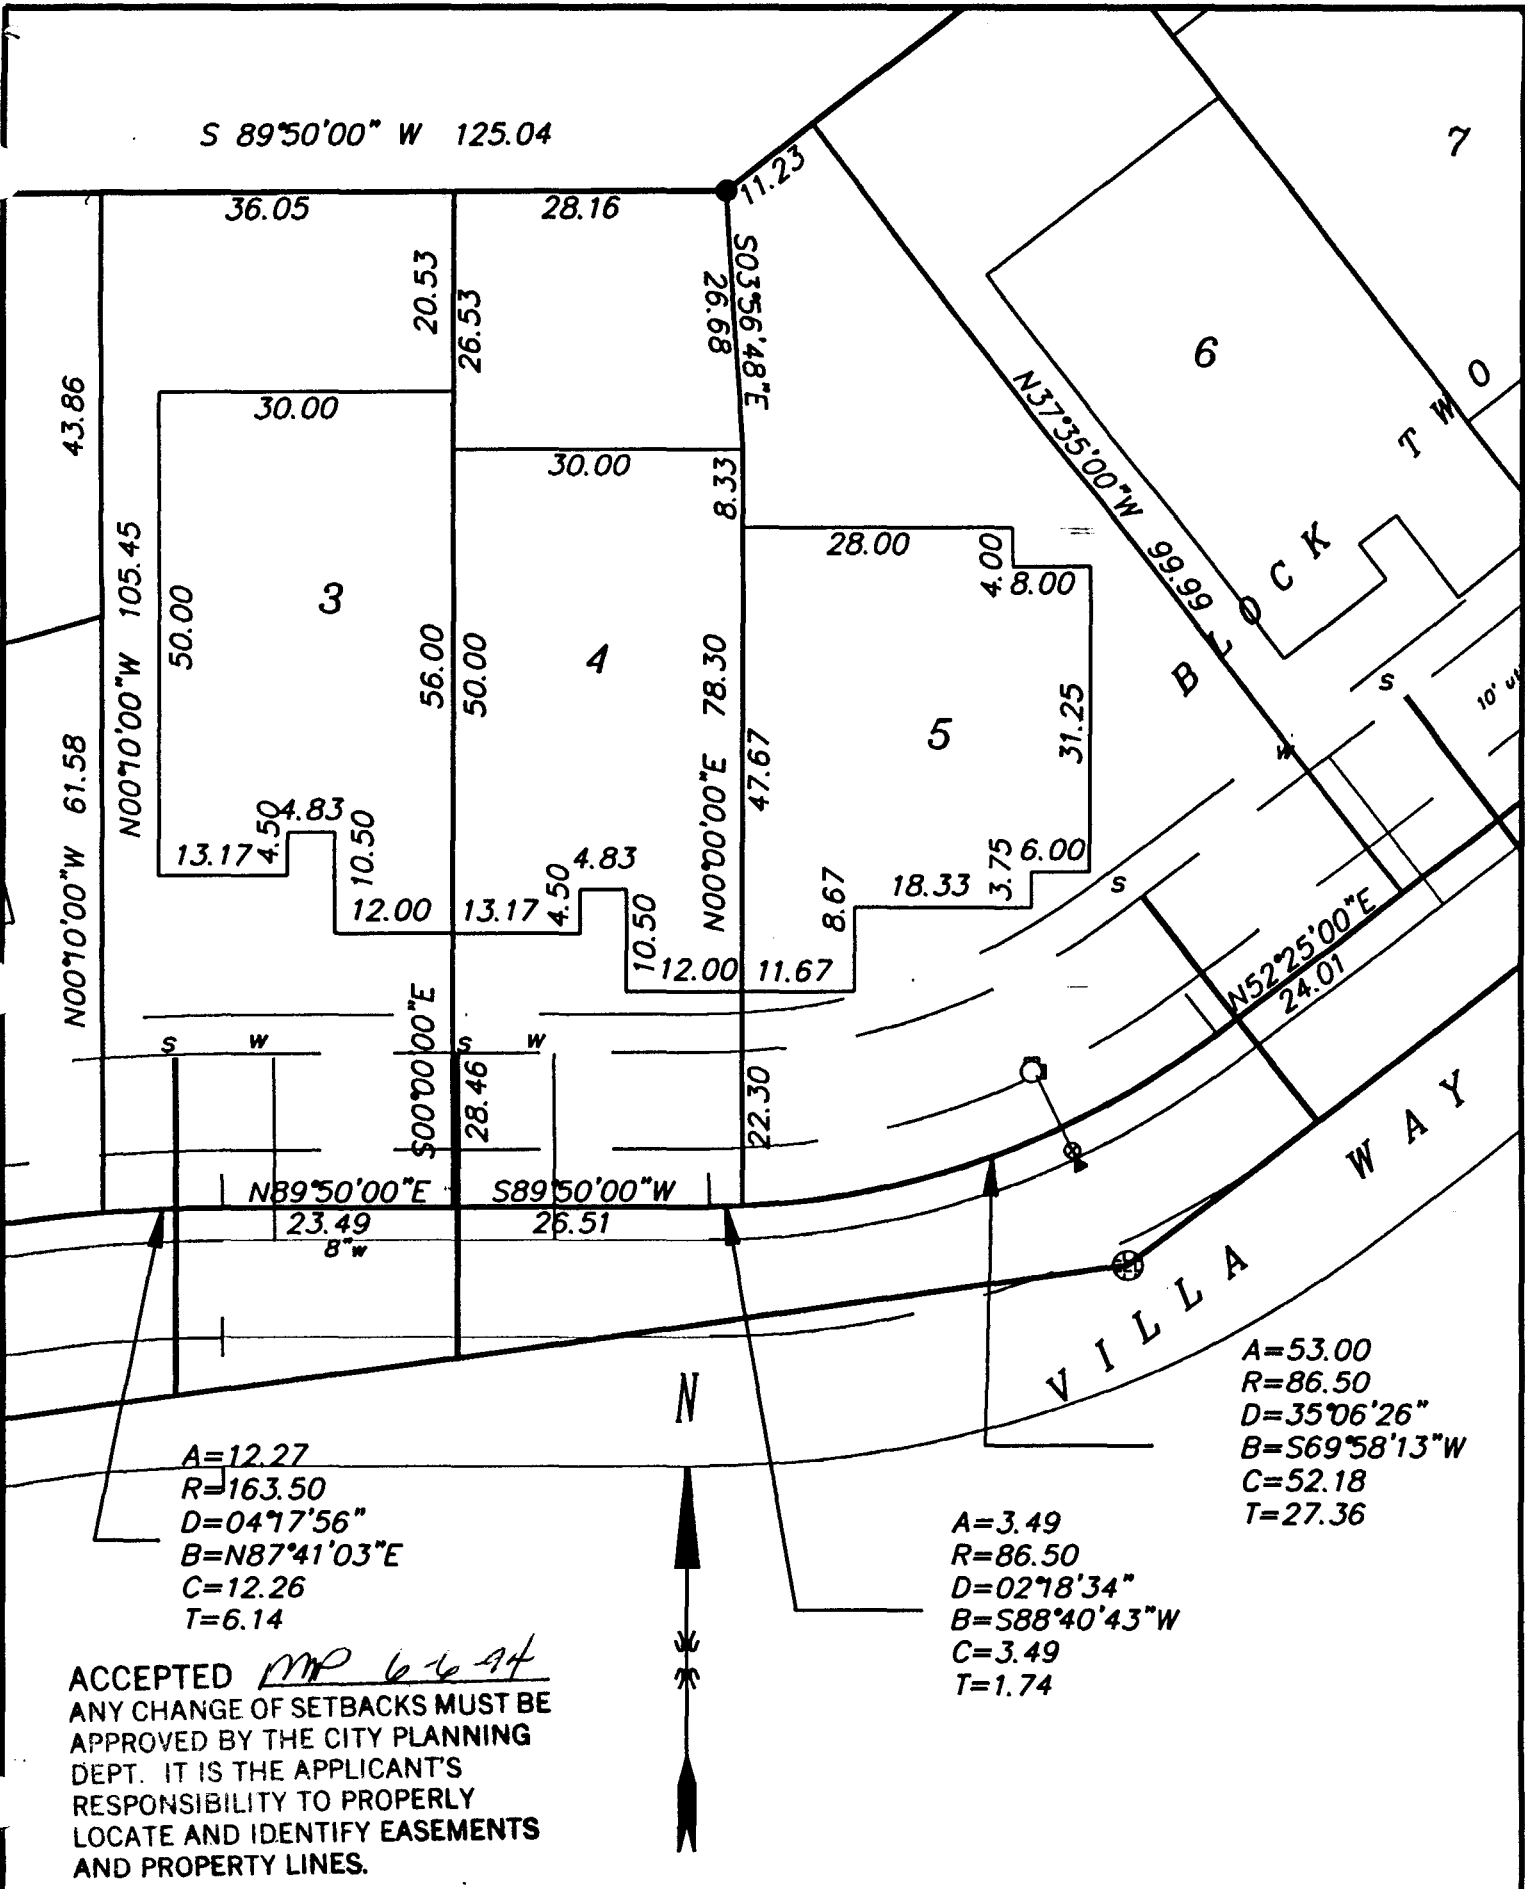 S 89°50'00" W 125.04
7
11.23
36.05
28.16
20.53
26.53
S03°56'48"E
26.68
43.86
30.00
30.00
8.33
6
N37°35'00"W 99.99
BLOCK TWO
28.00
4.00
8.00
N00°10'00"W 105.45
50.00
3
56.00
50.00
4
N00°00'00"E 78.30
47.67
5
31.25
S
10'
W
N00°10'00"W 61.58
13.17
4.50
4.83
10.50
12.00
13.17
4.50
4.83
10.50
12.00
11.67
8.67
18.33
3.75
6.00
S
N52°25'00"E
24.01
S
W
S
W
S00°00'00"E
28.46
22.30
N89°50'00"E
23.49
8"W
S89°50'00"W
26.51
VILLA WAY
N
A=53.00
R=86.50
D=35°06'26"
B=S69°58'13"W
C=52.18
T=27.36
A=12.27
R=163.50
D=04°17'56"
B=N87°41'03"E
C=12.26
T=6.14
A=3.49
R=86.50
D=02°18'34"
B=S88°40'43"W
C=3.49
T=1.74
ACCEPTED MP 6-6-94
ANY CHANGE OF SETBACKS MUST BE
APPROVED BY THE CITY PLANNING
DEPT. IT IS THE APPLICANT'S
RESPONSIBILITY TO PROPERLY
LOCATE AND IDENTIFY EASEMENTS
AND PROPERTY LINES.